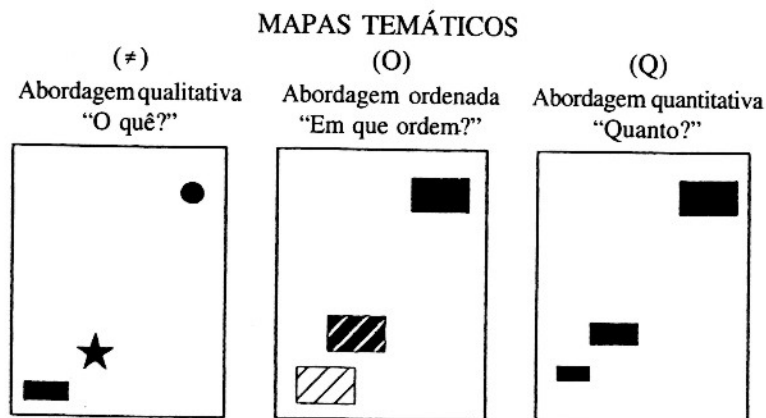 MAPAS TEMÁTICOS
(≠)
Abordagem qualitativa
“O quê?”
(O)
Abordagem ordenada
“Em que ordem?”
(Q)
Abordagem quantitativa
“Quanto?”